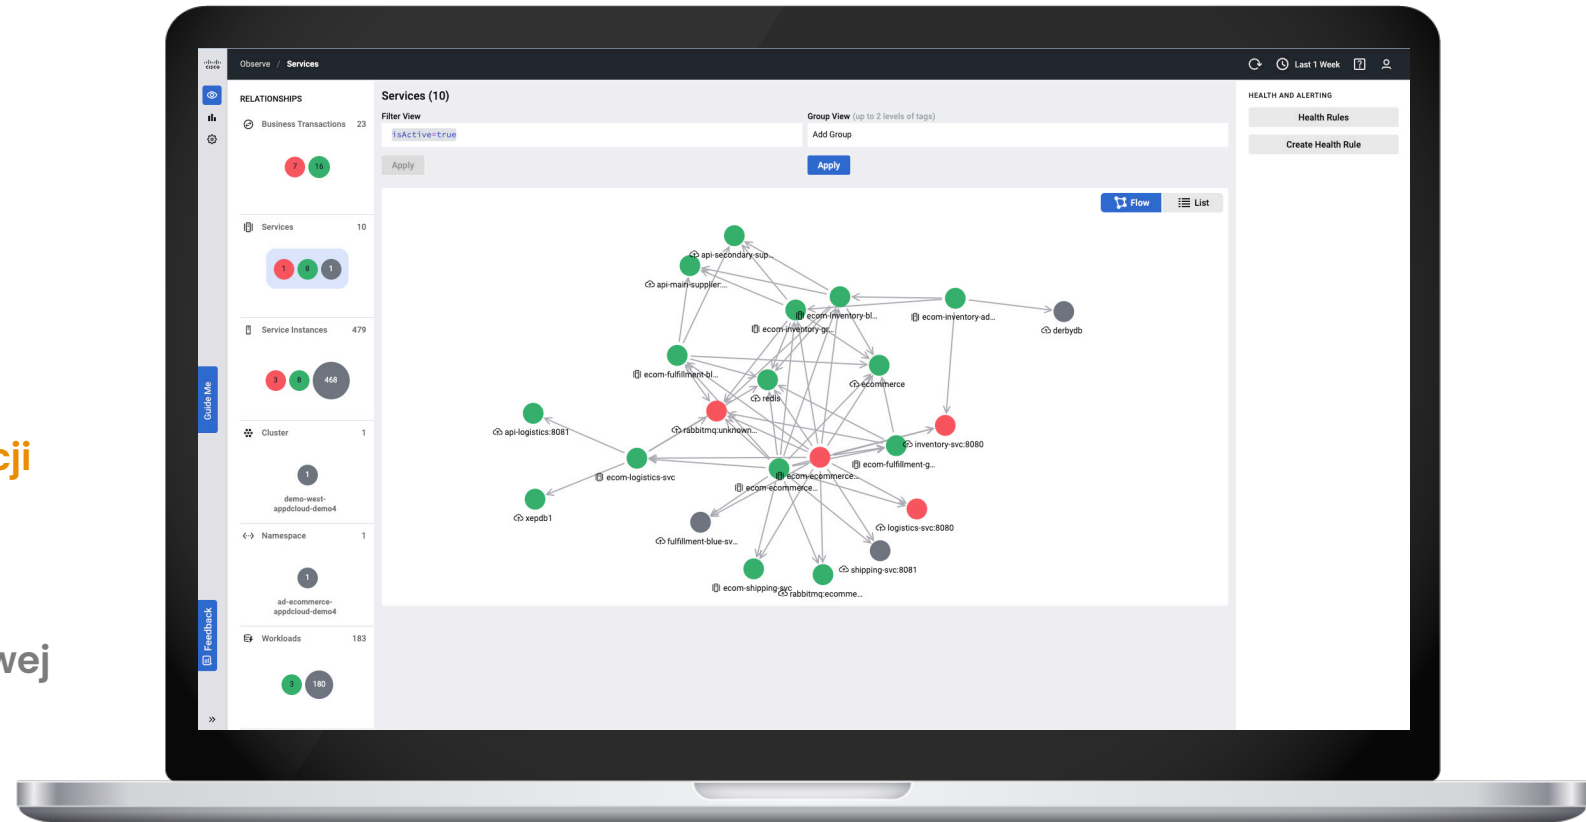 cji
wej
cisco
Observe / Services
Last 1 Week
RELATIONSHIPS
Business Transactions 23
7 16
Services 10
1 8 1
Service Instances 479
3 8 468
Cluster 1
1
demo-west-
appdcloud-demo4
Namespace 1
1
ad-ecommerce-
appdcloud-demo4
Workloads 183
3 180
Guide Me
Feedback
Services (10)
Filter View
isActive=true
Apply
Group View (up to 2 levels of tags)
Add Group
Apply
Flow
List
api-secondary-sup...
api-main-supplier:...
ecom-inventory-bl...
ecom-inventory-gr...
ecom-inventory-ad...
derbydb
ecom-fulfillment-bl...
ecommerce
redis
rabbitmq:unknown...
api-logistics:8081
inventory-svc:8080
ecom-fulfillment-g...
ecom-logistics-svc
ecom-ecommerce...
ecom-ecommerce...
xepdb1
logistics-svc:8080
fulfillment-blue-sv...
shipping-svc:8081
ecom-shipping-svc
rabbitmq:ecomme...
HEALTH AND ALERTING
Health Rules
Create Health Rule